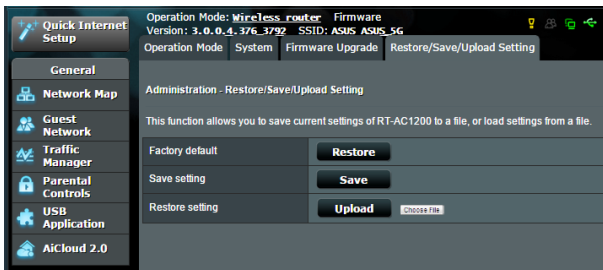 Quick Internet
Setup
Operation Mode: Wireless router Firmware
Version: 3.0.0.4.376_3792 SSID: ASUS ASUS_5G
Operation Mode System Firmware Upgrade Restore/Save/Upload Setting
General
Network Map
Guest
Network
Traffic
Manager
Parental
Controls
USB
Application
AiCloud 2.0
Administration - Restore/Save/Upload Setting
This function allows you to save current settings of RT-AC1200 to a file, or load settings from a file.
Factory default Restore
Save setting Save
Restore setting Upload Choose File